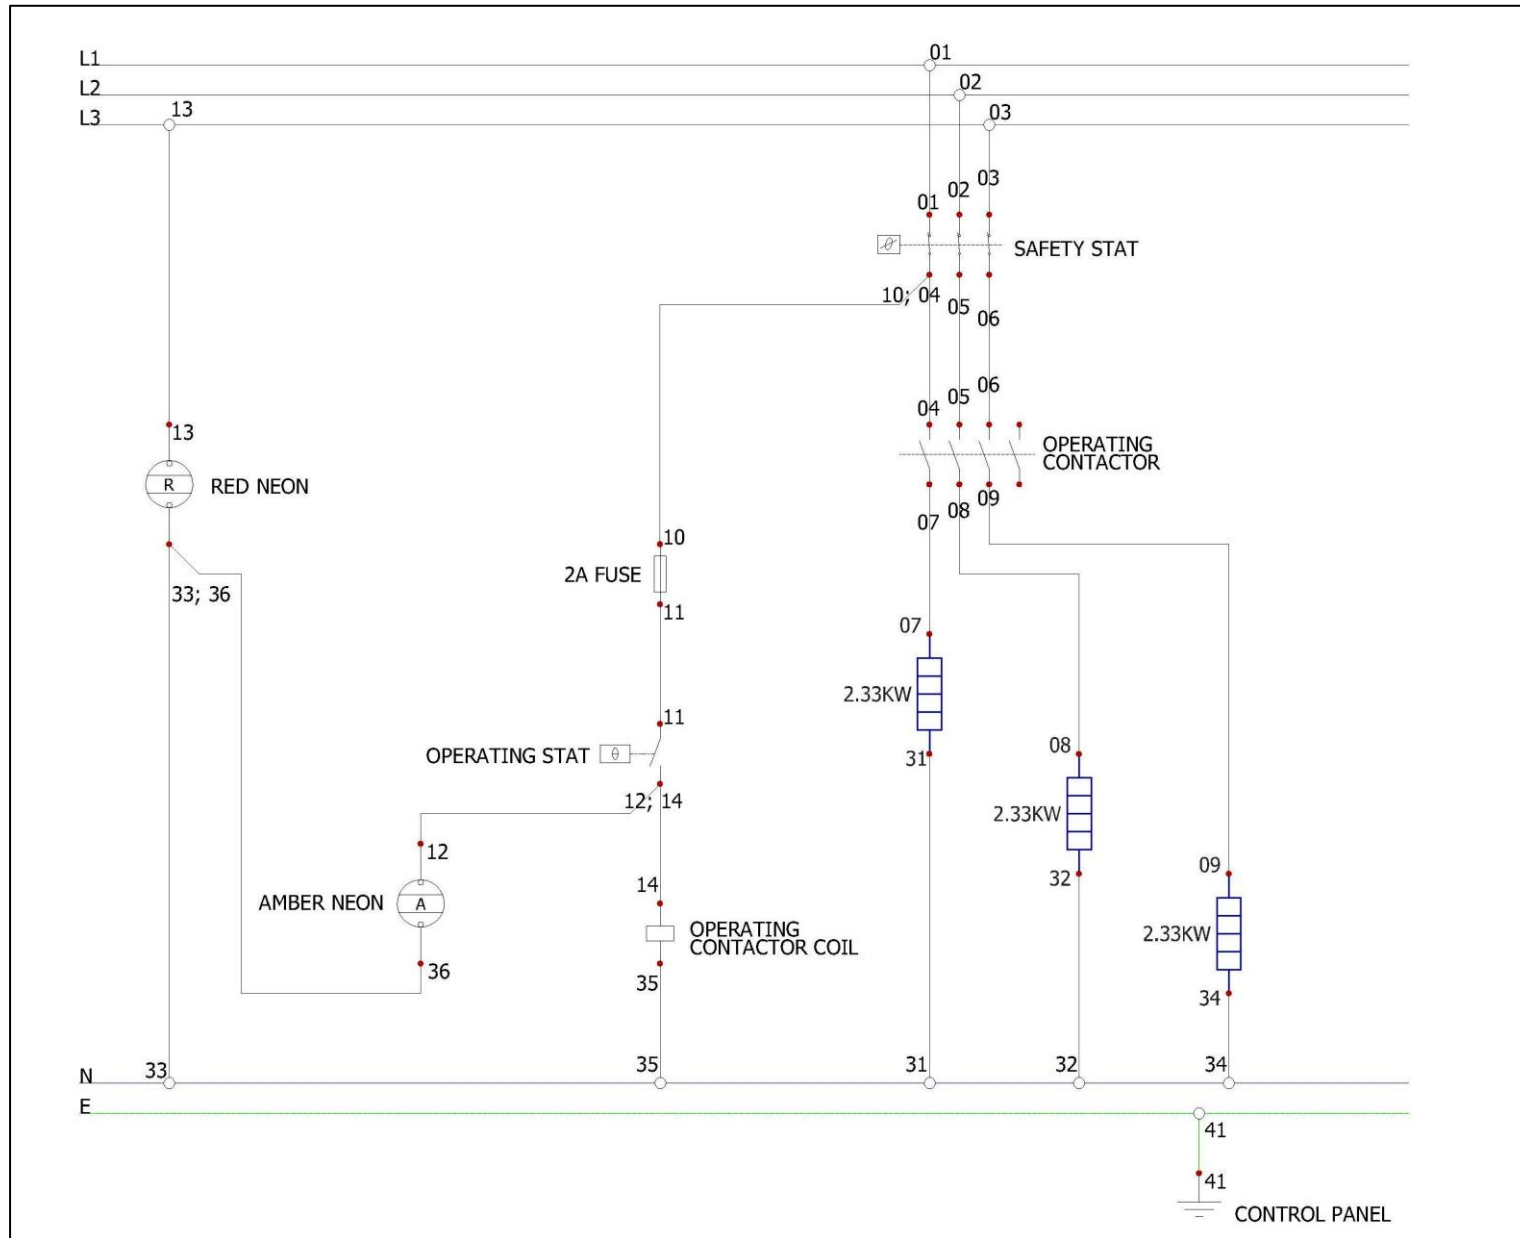 L1
01
L2
02
L3
13
03
01
02
03
SAFETY STAT
10; 04
05
06
04
05
06
13
OPERATING
CONTACTOR
R
RED NEON
07
08
09
10
2A FUSE
33; 36
11
07
11
2.33KW
OPERATING STAT
θ
31
08
12; 14
2.33KW
12
14
32
09
AMBER NEON
A
OPERATING
CONTACTOR COIL
2.33KW
36
35
34
N
33
35
31
32
34
E
41
41
CONTROL PANEL